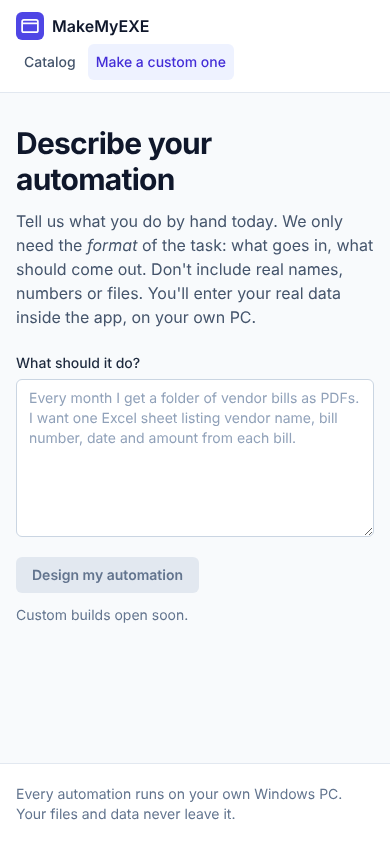 MakeMyEXE
Catalog
Make a custom one
Describe your
automation
Tell us what you do by hand today. We only
need the format of the task: what goes in, what
should come out. Don't include real names,
numbers or files. You'll enter your real data
inside the app, on your own PC.
What should it do?
Every month I get a folder of vendor bills as PDFs.
I want one Excel sheet listing vendor name, bill
number, date and amount from each bill.
Design my automation
Custom builds open soon.
Every automation runs on your own Windows PC.
Your files and data never leave it.